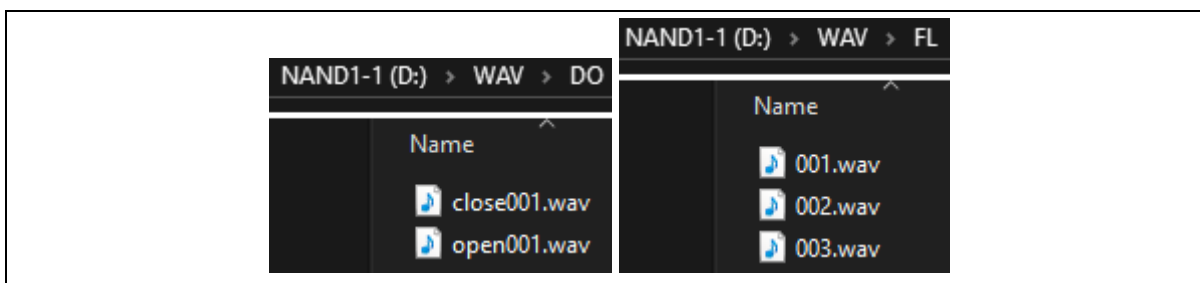 NAND1-1 (D:) > WAV > DO
Name
close001.wav
open001.wav
NAND1-1 (D:) > WAV > FL
Name
001.wav
002.wav
003.wav